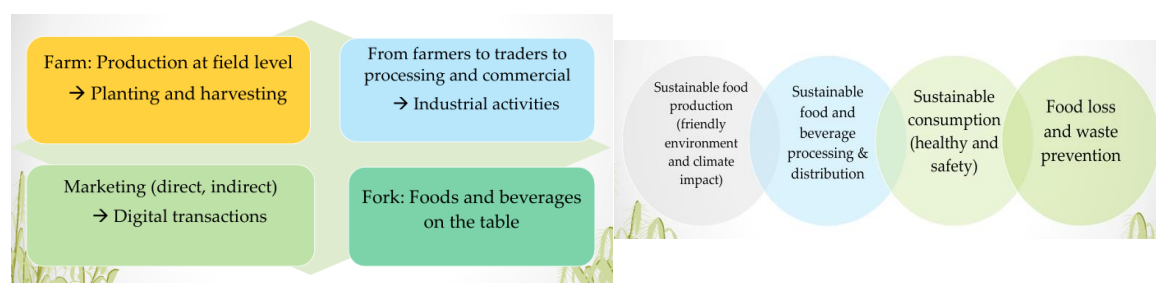 Farm: Production at field level
→ Planting and harvesting
From farmers to traders to
processing and commercial
→ Industrial activities
Marketing (direct, indirect)
→ Digital transactions
Fork: Foods and beverages
on the table
Sustainable food
production
(friendly
environment
and climate
impact)
Sustainable
food and
beverage
processing &
distribution
Sustainable
consumption
(healthy and
safety)
Food loss
and waste
prevention